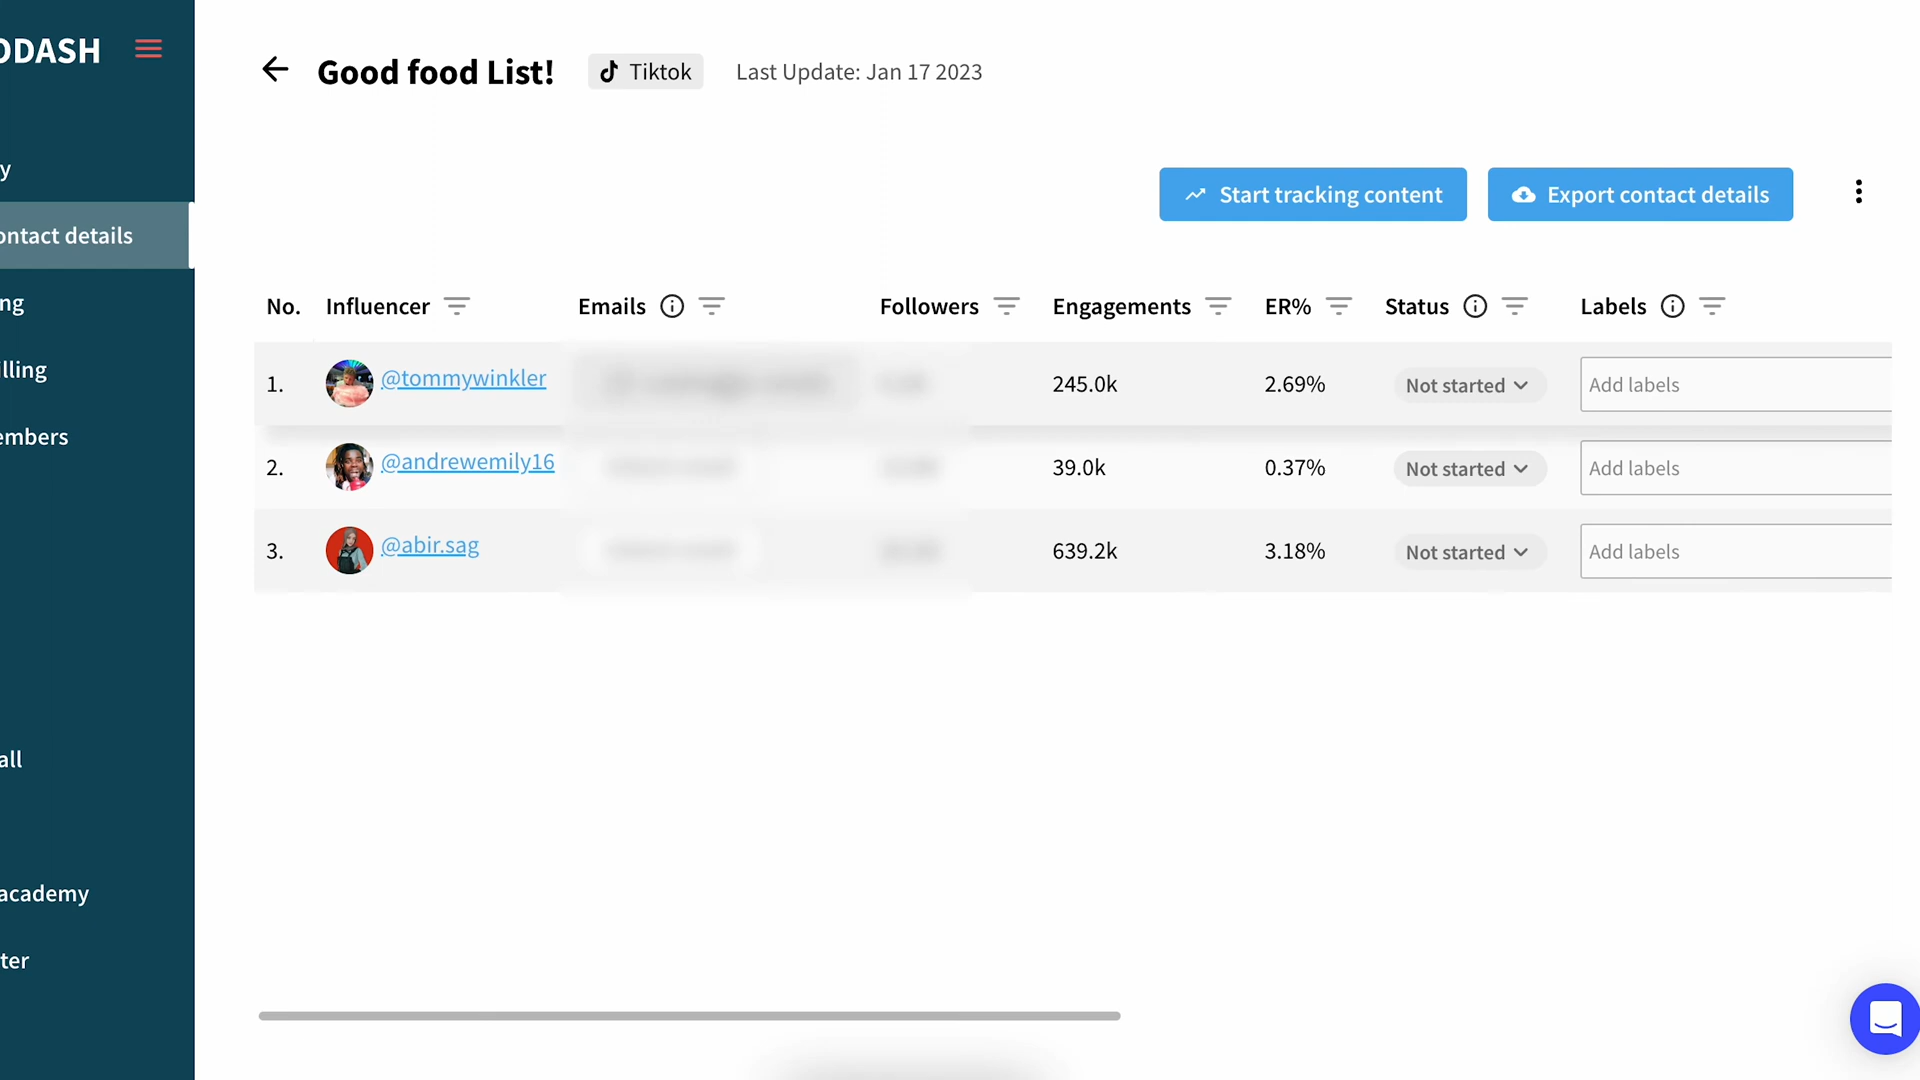 ODASH
Good food List! Tiktok Last Update: Jan 17 2023
y
ontact details
ng
illing
embers
all
academy
ter
Start tracking content Export contact details
No. Influencer Emails Followers Engagements ER% Status Labels
1. @tommywinkler 245.0k 2.69% Not started Add labels
2. @andrewemily16 39.0k 0.37% Not started Add labels
3. @abir.sag 639.2k 3.18% Not started Add labels